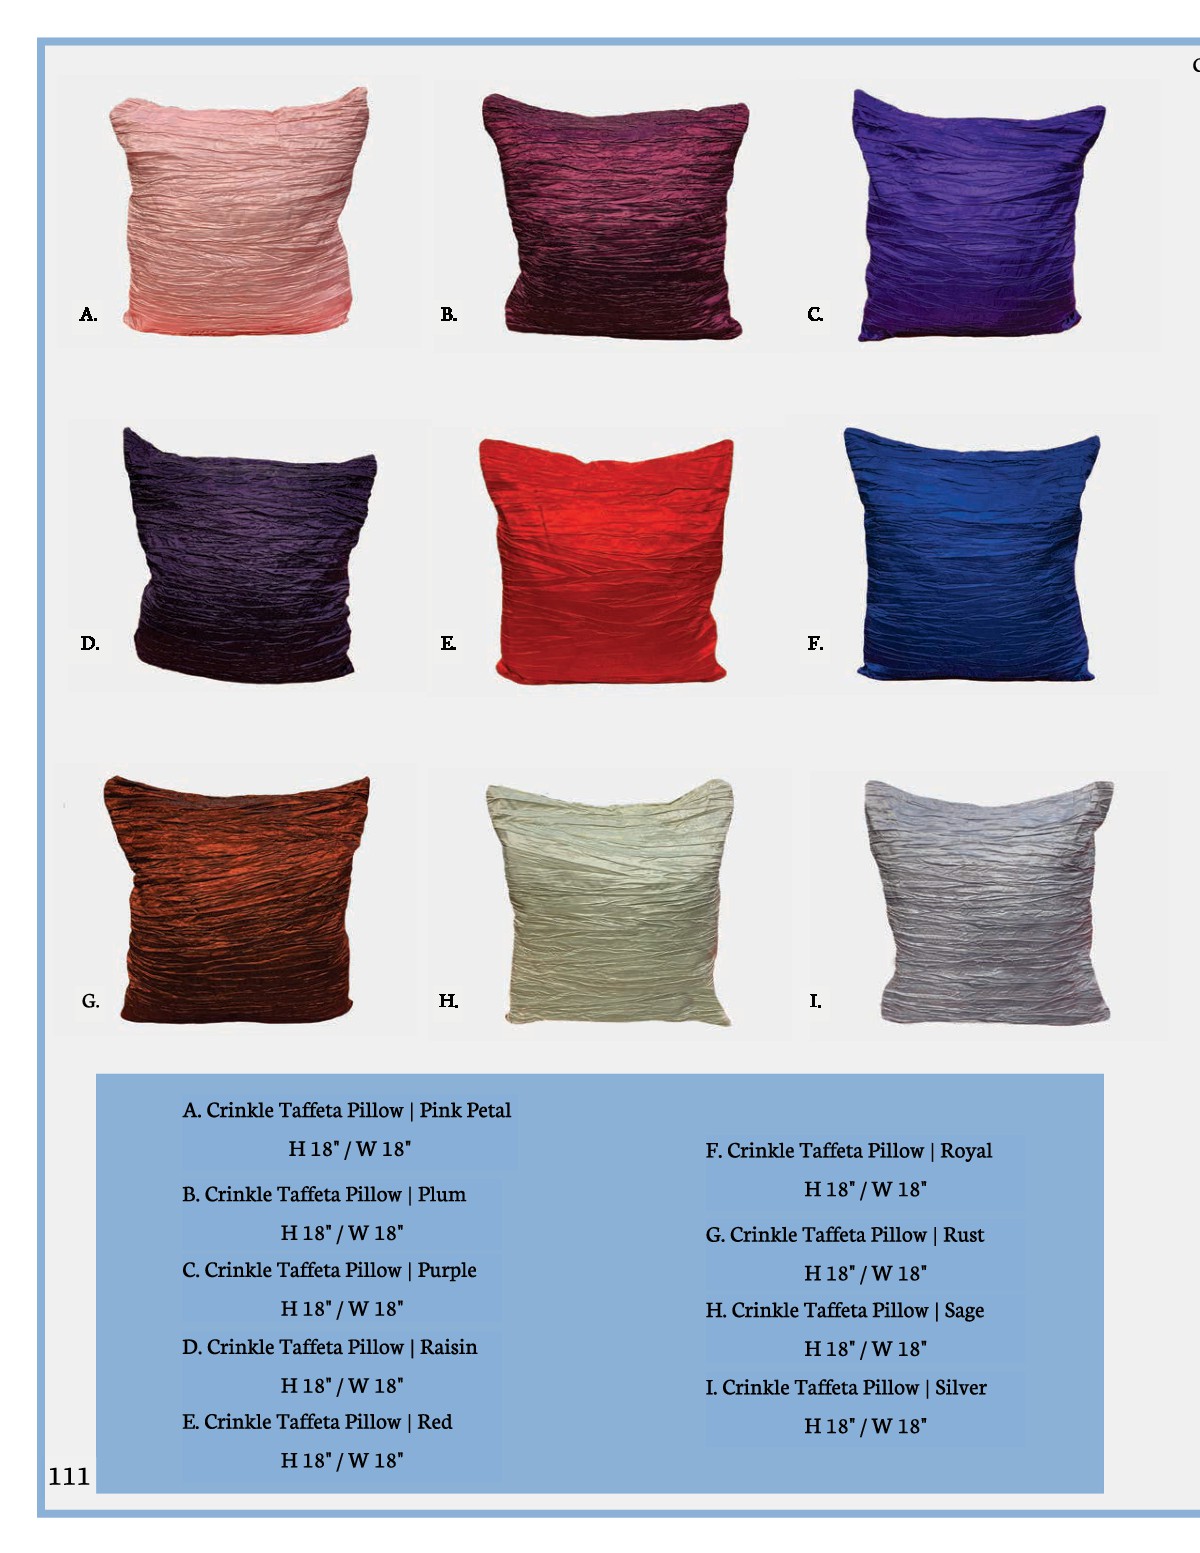 A.
B.
C.
D.
E.
F.
G.
H.
I.
A. Crinkle Taffeta Pillow | Pink Petal
H 18" / W 18"
B. Crinkle Taffeta Pillow | Plum
H 18" / W 18"
C. Crinkle Taffeta Pillow | Purple
H 18" / W 18"
D. Crinkle Taffeta Pillow | Raisin
H 18" / W 18"
E. Crinkle Taffeta Pillow | Red
H 18" / W 18"
F. Crinkle Taffeta Pillow | Royal
H 18" / W 18"
G. Crinkle Taffeta Pillow | Rust
H 18" / W 18"
H. Crinkle Taffeta Pillow | Sage
H 18" / W 18"
I. Crinkle Taffeta Pillow | Silver
H 18" / W 18"
111